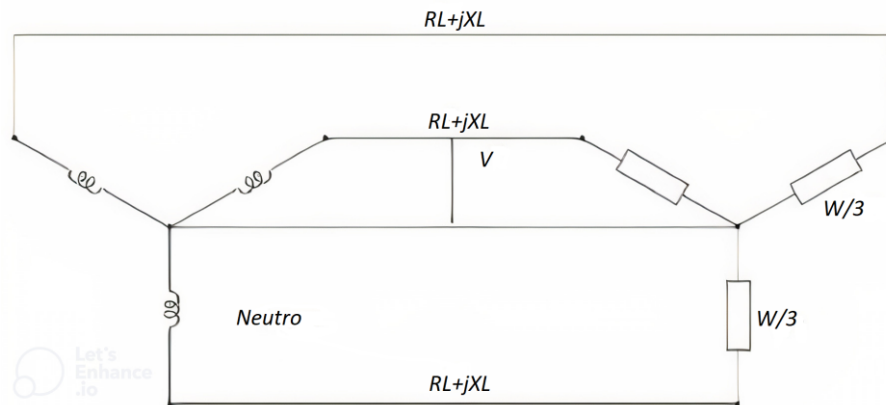 RL+jXL
RL+jXL
V
W/3
Neutro
W/3
RL+jXL
Let's
Enhance
.io